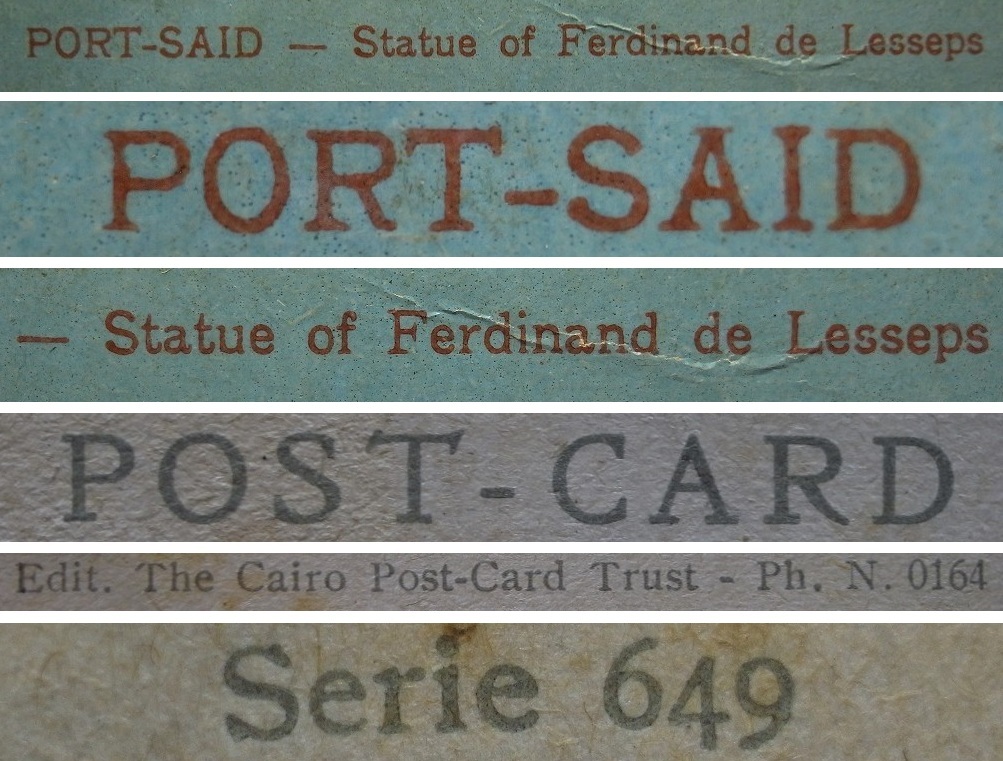 PORT-SAID — Statue of Ferdinand de Lesseps
PORT-SAID
— Statue of Ferdinand de Lesseps
POST-CARD
Edit. The Cairo Post-Card Trust - Ph. N. 0164
Serie 649